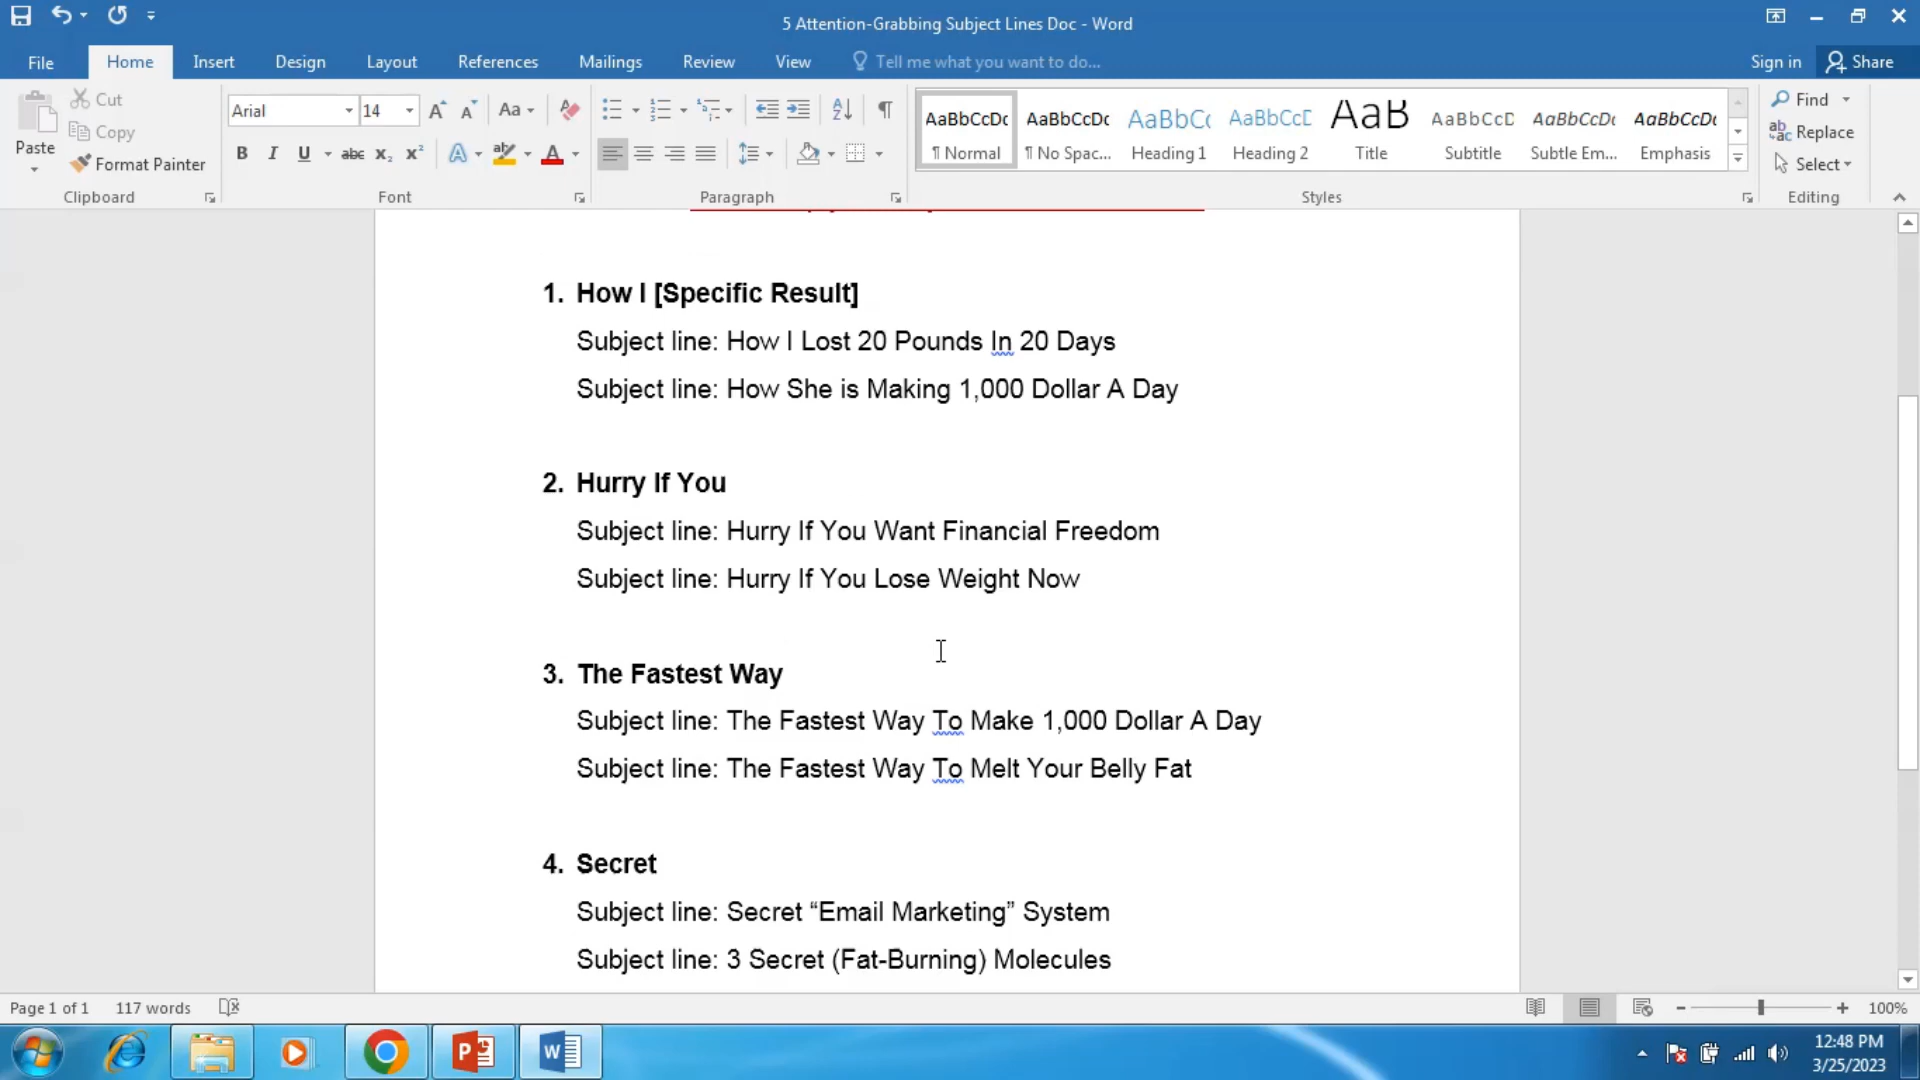 5 Attention-Grabbing Subject Lines Doc - Word
File Home Insert Design Layout References Mailings Review View Tell me what you want to do... Sign in Share
Cut
Copy
Paste
Format Painter
Clipboard
Arial 14
Font
Paragraph
AaBbCcDc AaBbCcDc AaBbCc AaBbCcD AaB AaBbCcD AaBbCcDc AaBbCcDc
¶ Normal ¶ No Spac... Heading 1 Heading 2 Title Subtitle Subtle Em... Emphasis
Styles
Find
Replace
Select
Editing
1. How I [Specific Result]
Subject line: How I Lost 20 Pounds In 20 Days
Subject line: How She is Making 1,000 Dollar A Day
2. Hurry If You
Subject line: Hurry If You Want Financial Freedom
Subject line: Hurry If You Lose Weight Now
3. The Fastest Way
Subject line: The Fastest Way To Make 1,000 Dollar A Day
Subject line: The Fastest Way To Melt Your Belly Fat
4. Secret
Subject line: Secret “Email Marketing” System
Subject line: 3 Secret (Fat-Burning) Molecules
Page 1 of 1 117 words
100%
12:48 PM
3/25/2023